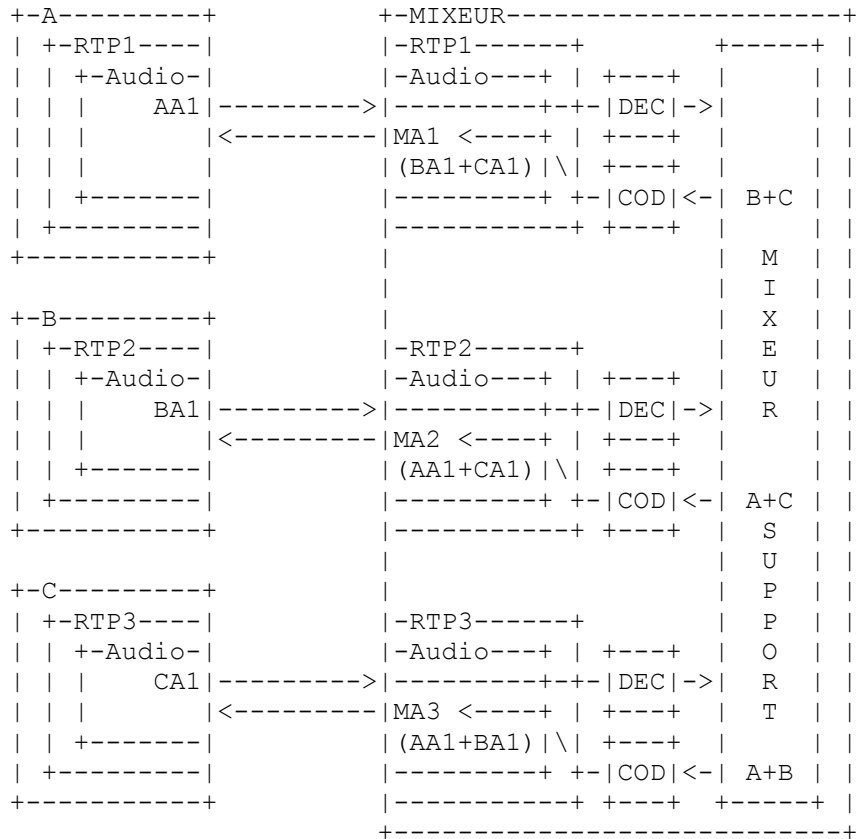 +-A---------+          +-MIXEUR----------------------+
| +-RTP1----|          |-RTP1------+         +-----+ |
| | +-Audio-|          |-Audio---+ | +---+   |     | |
| | |    AA1|--------->|---------+-+-|DEC|->|     | |
| | |       |<---------|MA1 <----+ | +---+   |     | |
| | |       |          |(BA1+CA1)|\| +---+   |     | |
| | +-------|          |---------+ +-|COD|<-| B+C | |
| +---------|          |-----------+ +---+   |     | |
+-----------+          |                     |  M  | |
                       |                     |  I  | |
+-B---------+          |                     |  X  | |
| +-RTP2----|          |-RTP2------+         |  E  | |
| | +-Audio-|          |-Audio---+ | +---+   |  U  | |
| | |    BA1|--------->|---------+-+-|DEC|->|  R  | |
| | |       |<---------|MA2 <----+ | +---+   |     | |
| | +-------|          |(AA1+CA1)|\| +---+   |     | |
| +---------|          |---------+ +-|COD|<-| A+C | |
+-----------+          |-----------+ +---+   |  S  | |
                       |                     |  U  | |
+-C---------+          |                     |  P  | |
| +-RTP3----|          |-RTP3------+         |  P  | |
| | +-Audio-|          |-Audio---+ | +---+   |  O  | |
| | |    CA1|--------->|---------+-+-|DEC|->|  R  | |
| | |       |<---------|MA3 <----+ | +---+   |  T  | |
| | +-------|          |(AA1+BA1)|\| +---+   |     | |
| +---------|          |---------+ +-|COD|<-| A+B | |
+-----------+          |-----------+ +---+   +-----+ |
                       +-----------------------------+